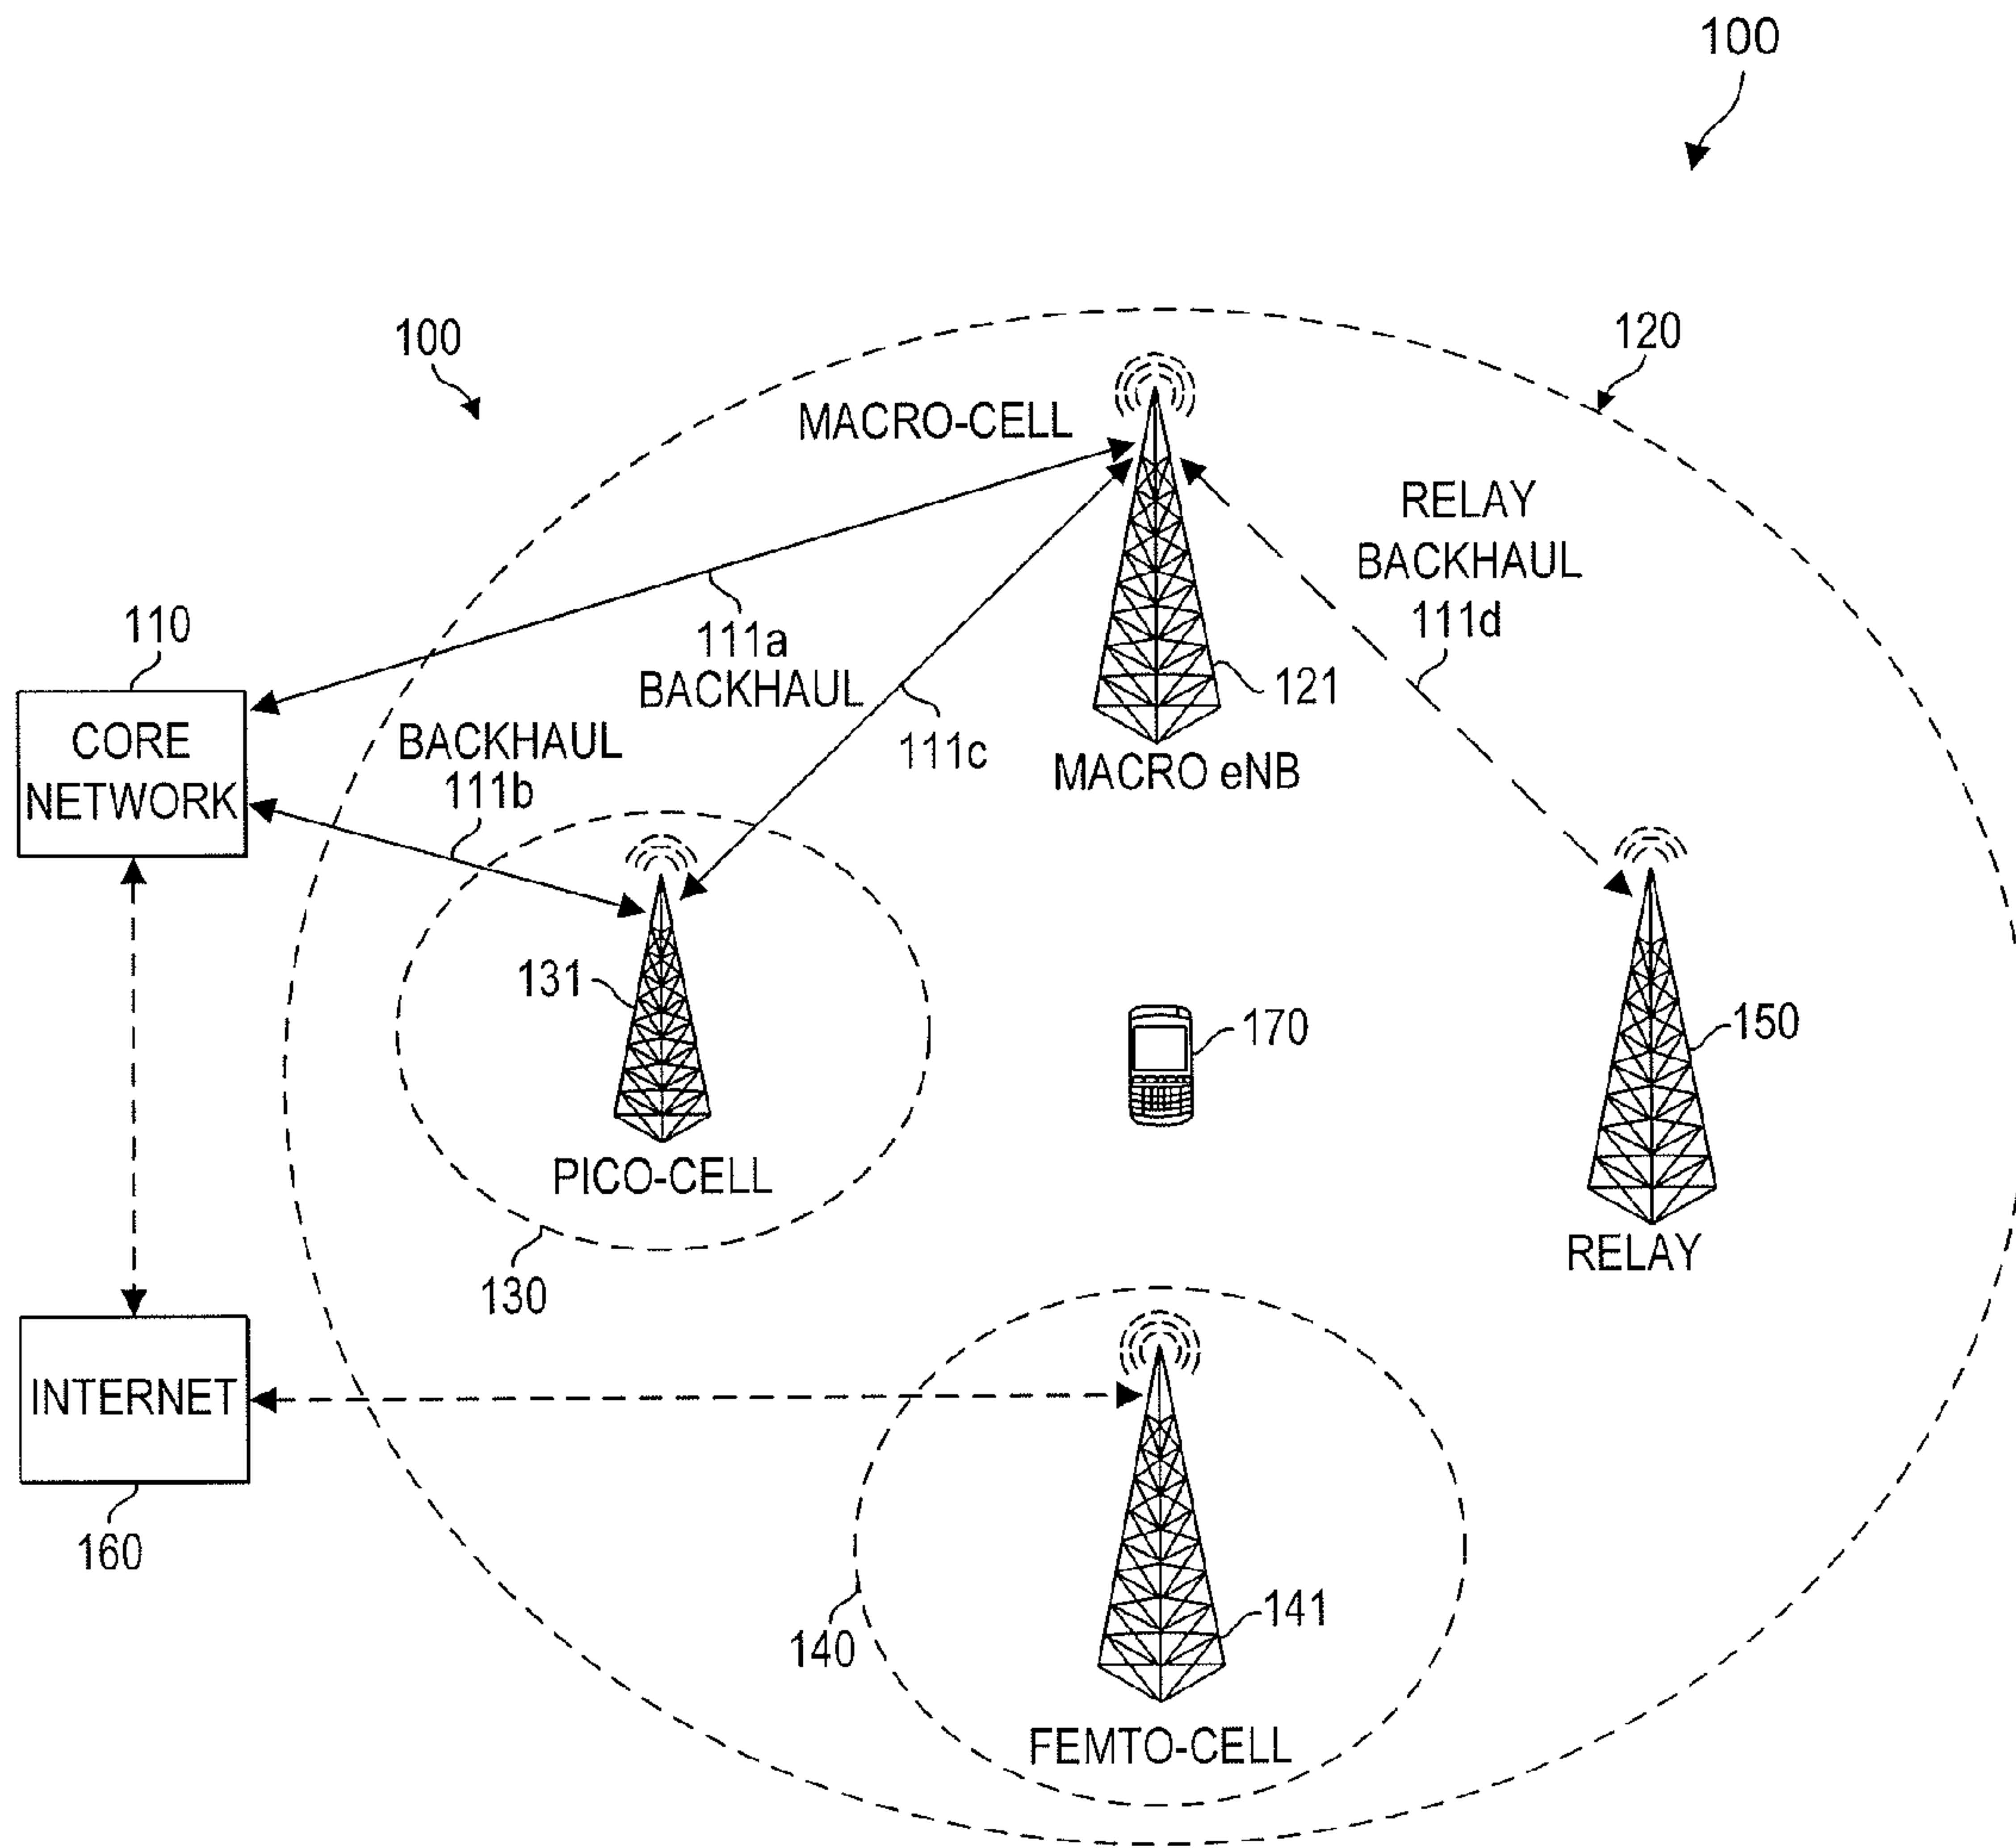 100
100
120
MACRO-CELL
RELAY
BACKHAUL
111d
110
111a
BACKHAUL
121
CORE
NETWORK
BACKHAUL
111b
111c
MACRO eNB
131
170
150
PICO-CELL
RELAY
130
INTERNET
160
140
141
FEMTO-CELL